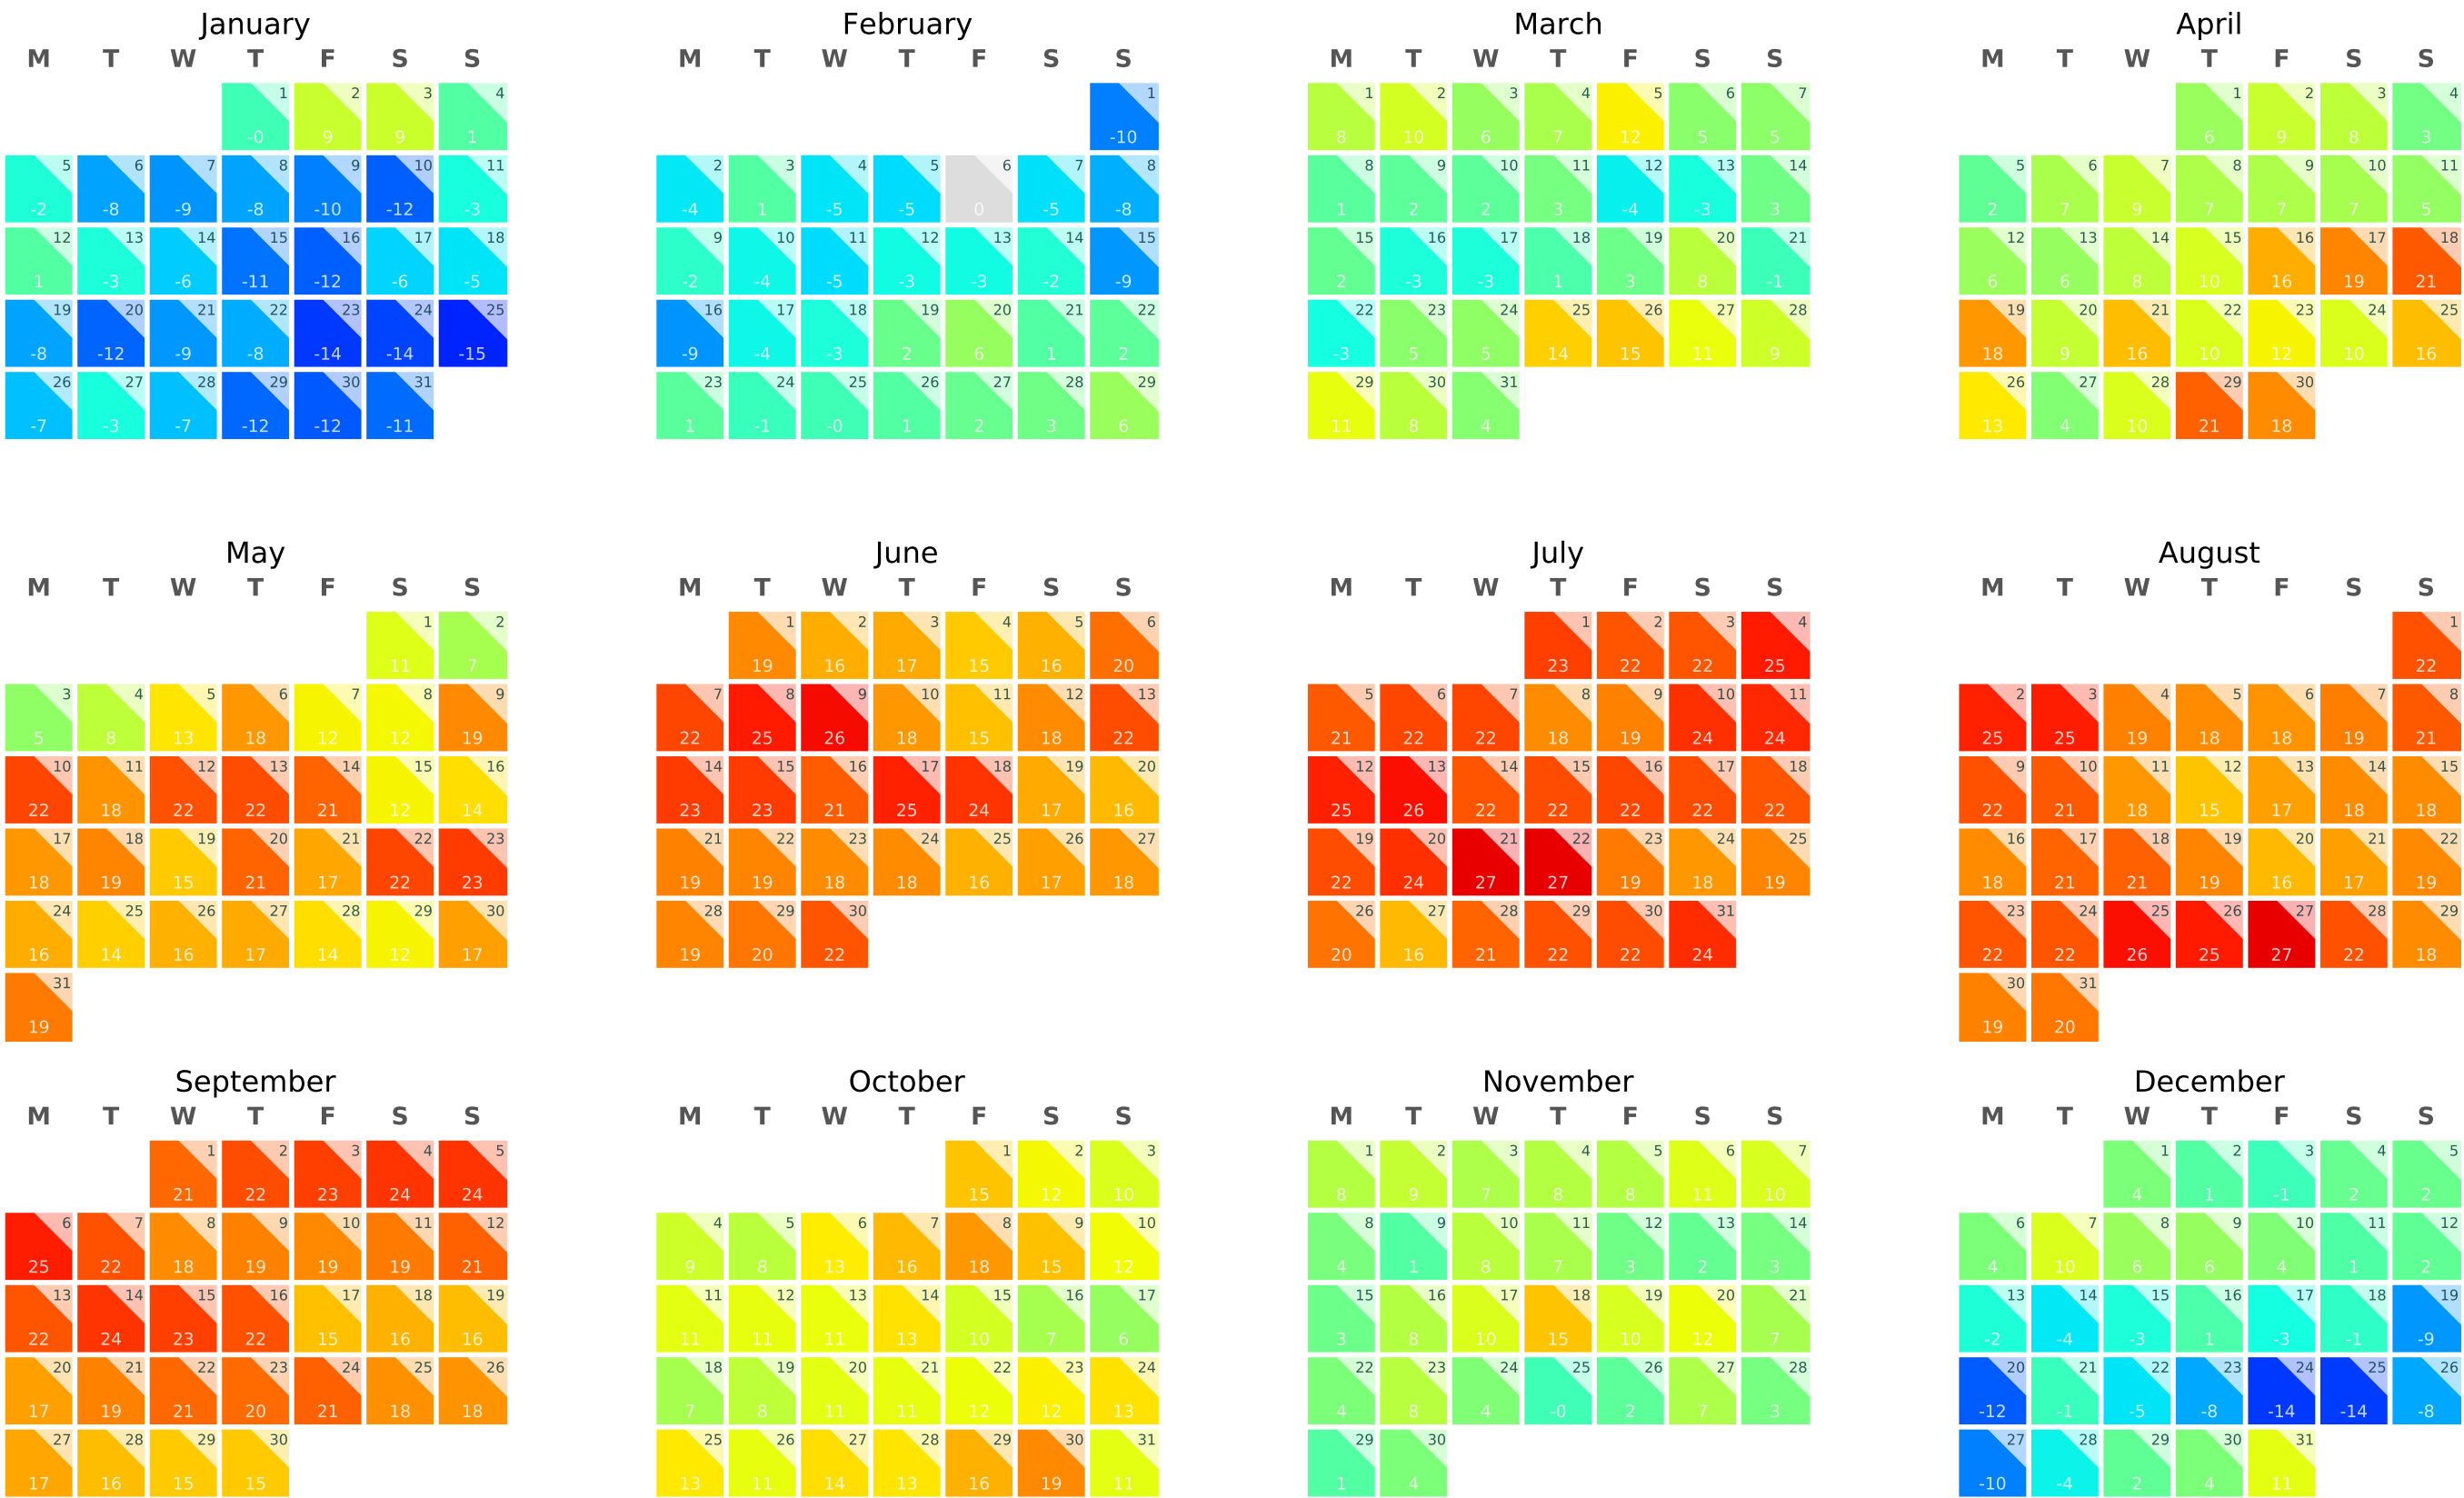 January February March April
M T W T F S S M T W T F S S M T W T F S S M T W T F S S
1 2 3 4 1 1 2 3 4 5 6 7 1 2 3 4
-0 9 9 1 -10 8 10 6 7 12 5 5 6 9 8 3
5 6 7 8 9 10 11 2 3 4 5 6 7 8 8 9 10 11 12 13 14 5 6 7 8 9 10 11
-2 -8 -9 -8 -10 -12 -3 -4 1 -5 -5 0 -5 -8 1 2 2 3 -4 -3 3 2 7 9 7 7 7 5
12 13 14 15 16 17 18 9 10 11 12 13 14 15 15 16 17 18 19 20 21 12 13 14 15 16 17 18
1 -3 -6 -11 -12 -6 -5 -2 -4 -5 -3 -3 -2 -9 2 -3 -3 1 3 8 -1 6 6 8 10 16 19 21
19 20 21 22 23 24 25 16 17 18 19 20 21 22 22 23 24 25 26 27 28 19 20 21 22 23 24 25
-8 -12 -9 -8 -14 -14 -15 -9 -4 -3 2 6 1 2 -3 5 5 14 15 11 9 18 9 16 10 12 10 16
26 27 28 29 30 31 23 24 25 26 27 28 29 29 30 31 26 27 28 29 30
-7 -3 -7 -12 -12 -11 1 -1 -0 1 2 3 6 11 8 4 13 4 10 21 18
May June July August
M T W T F S S M T W T F S S M T W T F S S M T W T F S S
1 2 1 2 3 4 5 6 1 2 3 4 1
11 7 19 16 17 15 16 20 23 22 22 25 22
3 4 5 6 7 8 9 7 8 9 10 11 12 13 5 6 7 8 9 10 11 2 3 4 5 6 7 8
5 8 13 18 12 12 19 22 25 26 18 15 18 22 21 22 22 18 19 24 24 25 25 19 18 18 19 21
10 11 12 13 14 15 16 14 15 16 17 18 19 20 12 13 14 15 16 17 18 9 10 11 12 13 14 15
22 18 22 22 21 12 14 23 23 21 25 24 17 16 25 26 22 22 22 22 22 22 21 18 15 17 18 18
17 18 19 20 21 22 23 21 22 23 24 25 26 27 19 20 21 22 23 24 25 16 17 18 19 20 21 22
18 19 15 21 17 22 23 19 19 18 18 16 17 18 22 24 27 27 19 18 19 18 21 21 19 16 17 19
24 25 26 27 28 29 30 28 29 30 26 27 28 29 30 31 23 24 25 26 27 28 29
16 14 16 17 14 12 17 19 20 22 20 16 21 22 22 24 22 22 26 25 27 22 18
31 30 31
19 19 20
September October November December
M T W T F S S M T W T F S S M T W T F S S M T W T F S S
1 2 3 4 5 1 2 3 1 2 3 4 5 6 7 1 2 3 4 5
21 22 23 24 24 15 12 10 8 9 7 8 8 11 10 4 1 -1 2 2
6 7 8 9 10 11 12 4 5 6 7 8 9 10 8 9 10 11 12 13 14 6 7 8 9 10 11 12
25 22 18 19 19 19 21 9 8 13 16 18 15 12 4 1 8 7 3 2 3 4 10 6 6 4 1 2
13 14 15 16 17 18 19 11 12 13 14 15 16 17 15 16 17 18 19 20 21 13 14 15 16 17 18 19
22 24 23 22 15 16 16 11 11 11 13 10 7 6 3 8 10 15 10 12 7 -2 -4 -3 1 -3 -1 -9
20 21 22 23 24 25 26 18 19 20 21 22 23 24 22 23 24 25 26 27 28 20 21 22 23 24 25 26
17 19 21 20 21 18 18 7 8 11 11 12 12 13 4 8 4 -0 2 7 3 -12 -1 -5 -8 -14 -14 -8
27 28 29 30 25 26 27 28 29 30 31 29 30 27 28 29 30 31
17 16 15 15 13 11 14 13 16 19 11 1 4 -10 -4 2 4 11